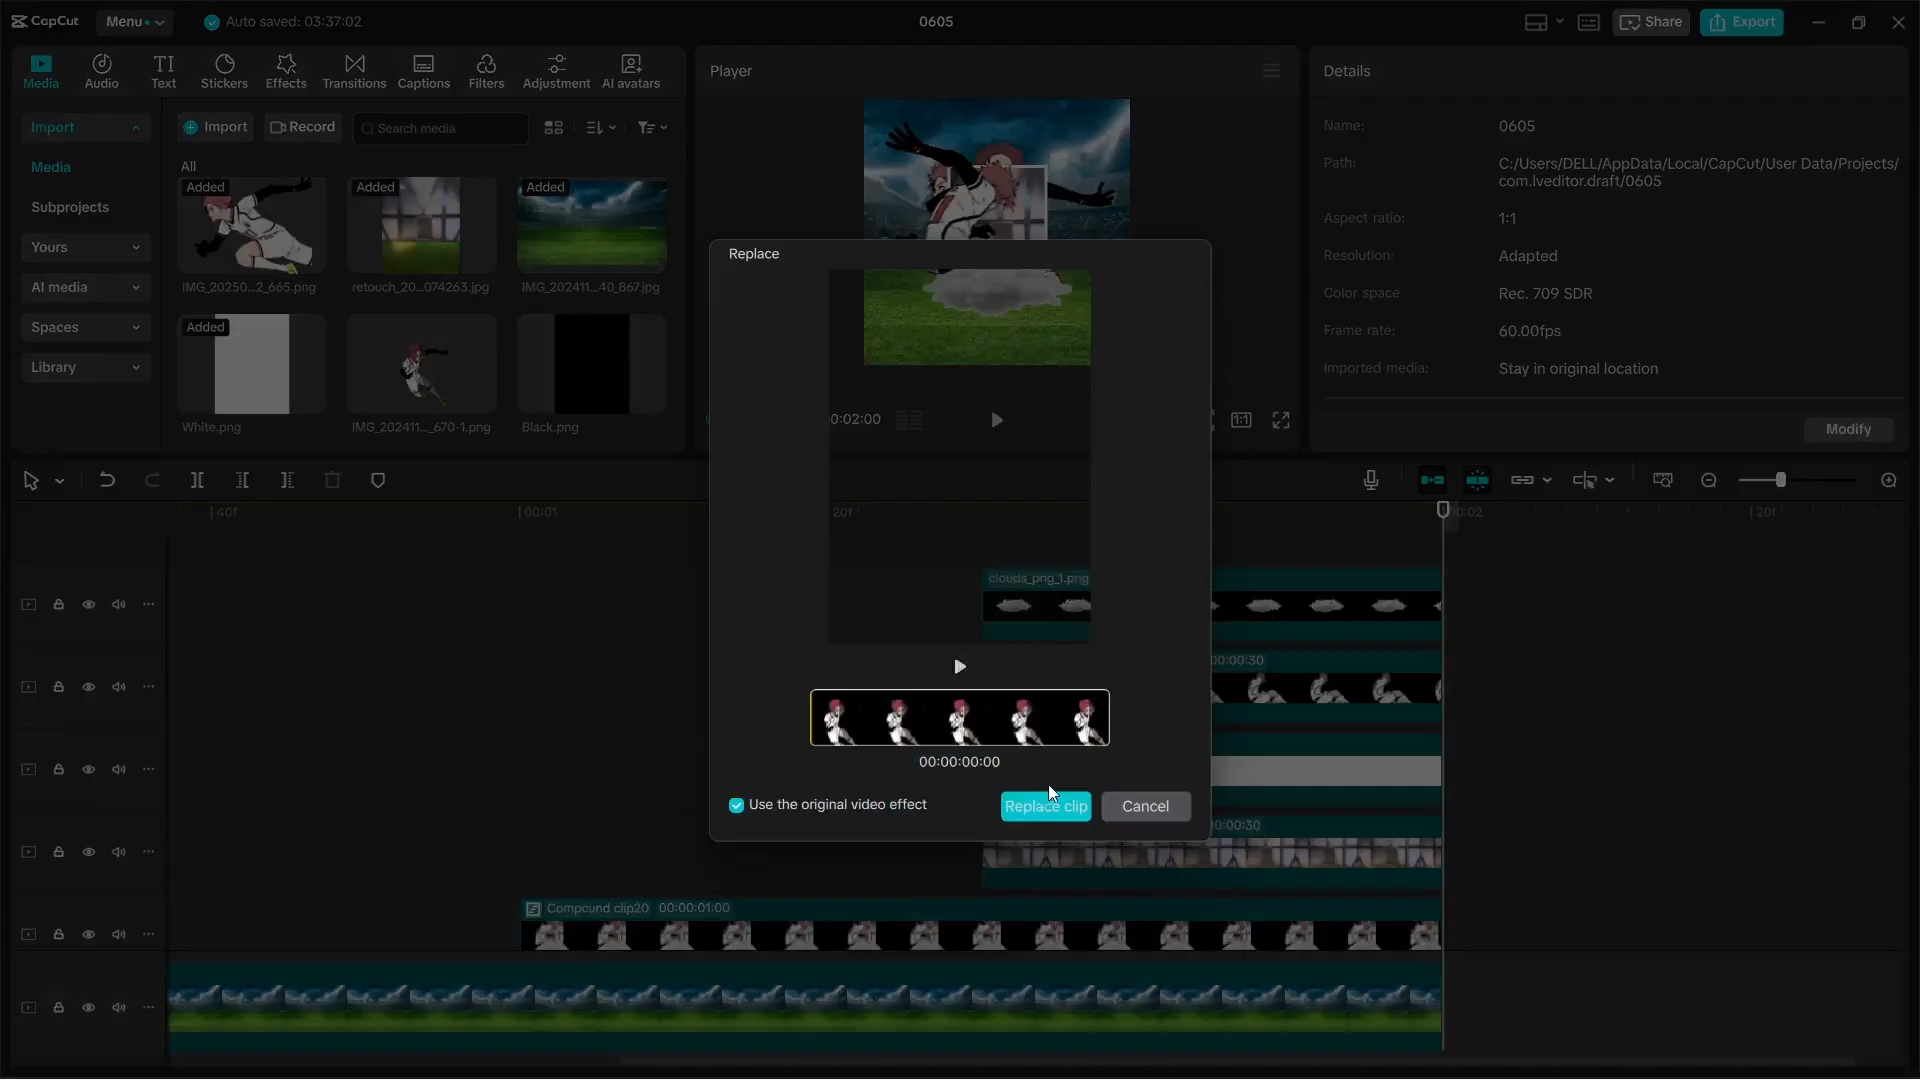 CapCut
Menu
Auto saved: 03:37:02
0605
Share
Export
Media
Audio
Text
Stickers
Effects
Transitions
Captions
Filters
Adjustment
AI avatars
Import
Media
Subprojects
Yours
AI media
Spaces
Library
Import
Record
Search media
All
Added
Added
Added
IMG_20250...2_665.png
retouch_20...074263.jpg
IMG_202411...40_867.jpg
Added
White.png
IMG_202411..._670-1.png
Black.png
Player
Details
Name:
0605
Path:
C:/Users/DELL/AppData/Local/CapCut/User Data/Projects/
com.lveditor.draft/0605
Aspect ratio:
1:1
Resolution:
Adapted
Color space
Rec. 709 SDR
Frame rate:
60.00fps
Imported media:
Stay in original location
Modify
Replace
0:02:00
1:1
40f
00:01
20f
0:02
20f
clouds_png_1.png
00:00:30
00:00:30
Compound clip20 00:00:01:00
00:00:00:00
Use the original video effect
Replace clip
Cancel